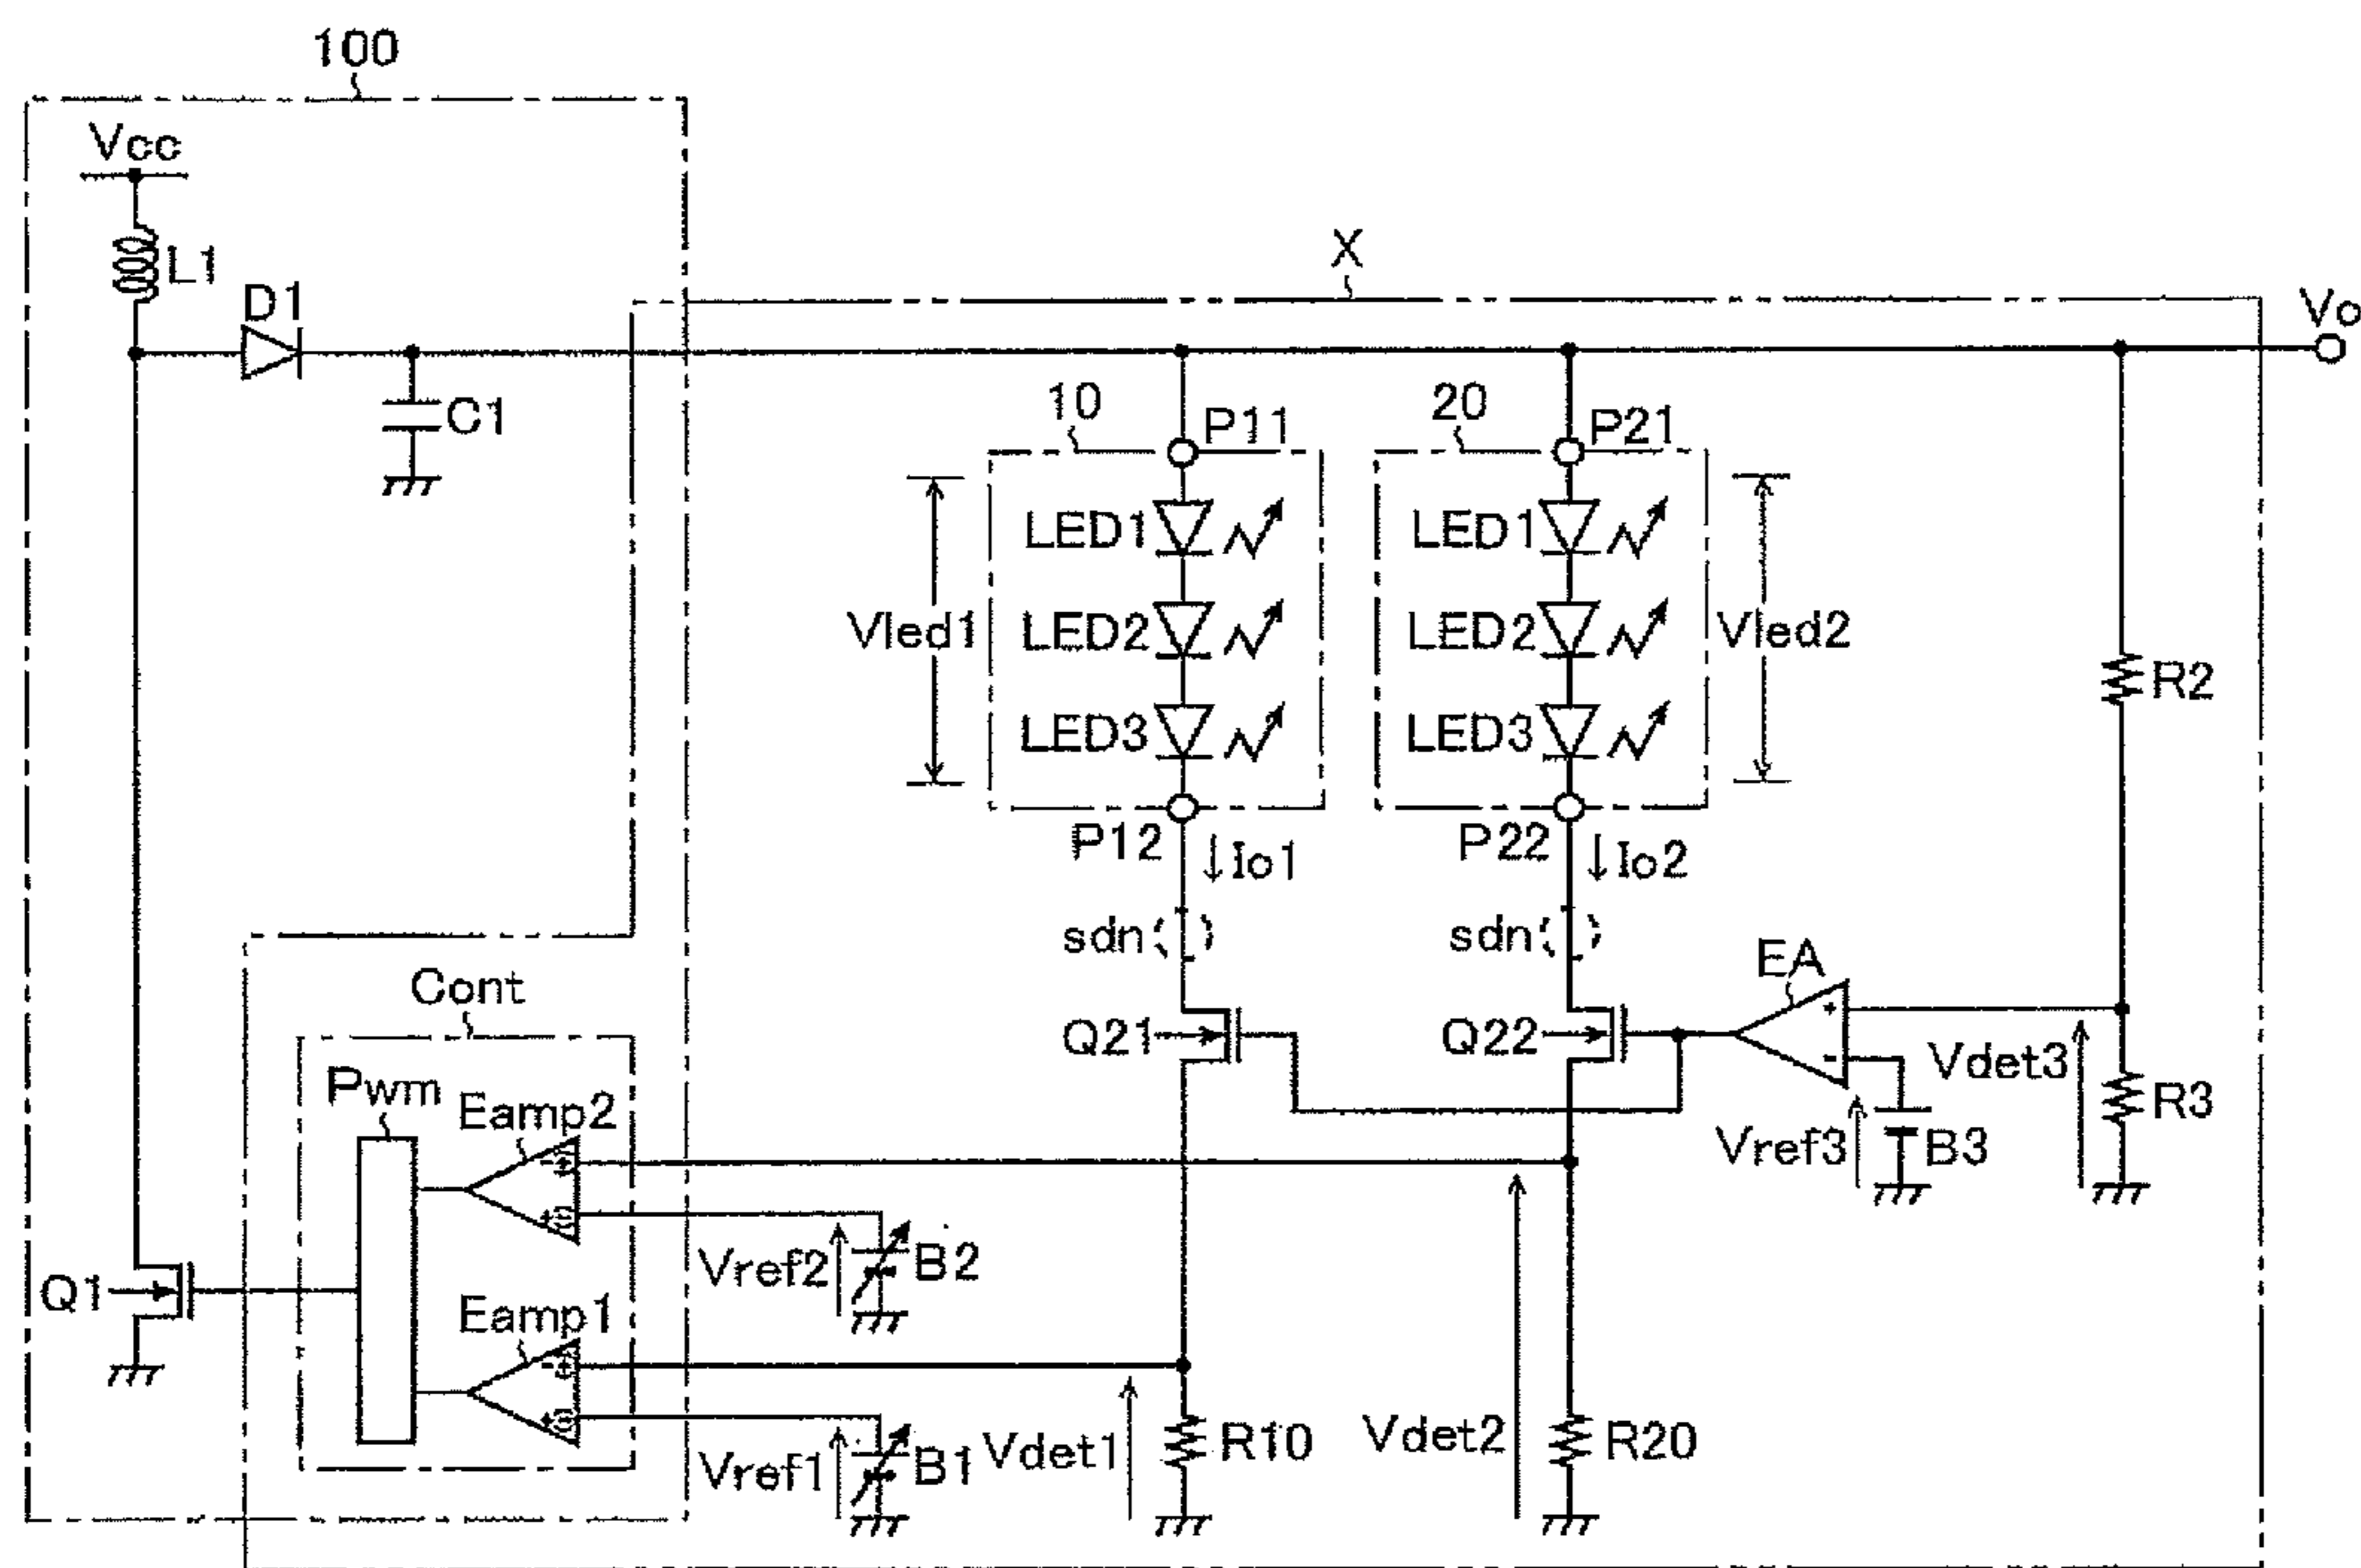 100
Vcc
L1
D1
C1
X
Vo
10
P11
20
P21
LED1
LED1
Vled1
LED2
LED2
Vled2
LED3
LED3
R2
P12
Io1
P22
Io2
sdn
sdn
EA
+
-
Cont
Q21
Q22
Vdet3
R3
Pwm
Eamp2
Vref3
B3
Vref2
B2
Q1
Eamp1
Vref1
B1
Vdet1
R10
Vdet2
R20